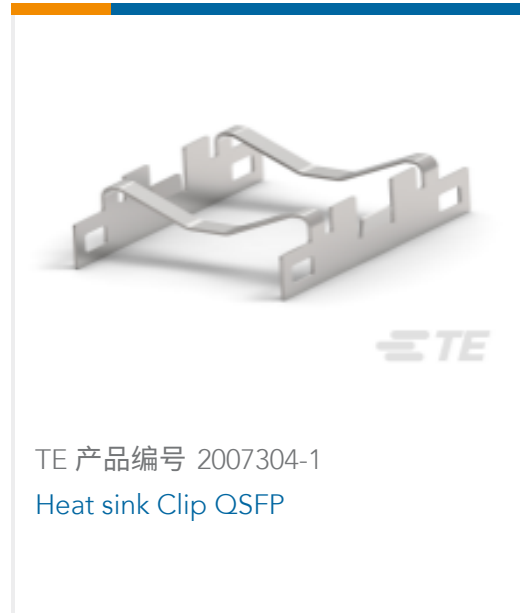 TE
TE 产品编号 2007304-1
Heat sink Clip QSFP